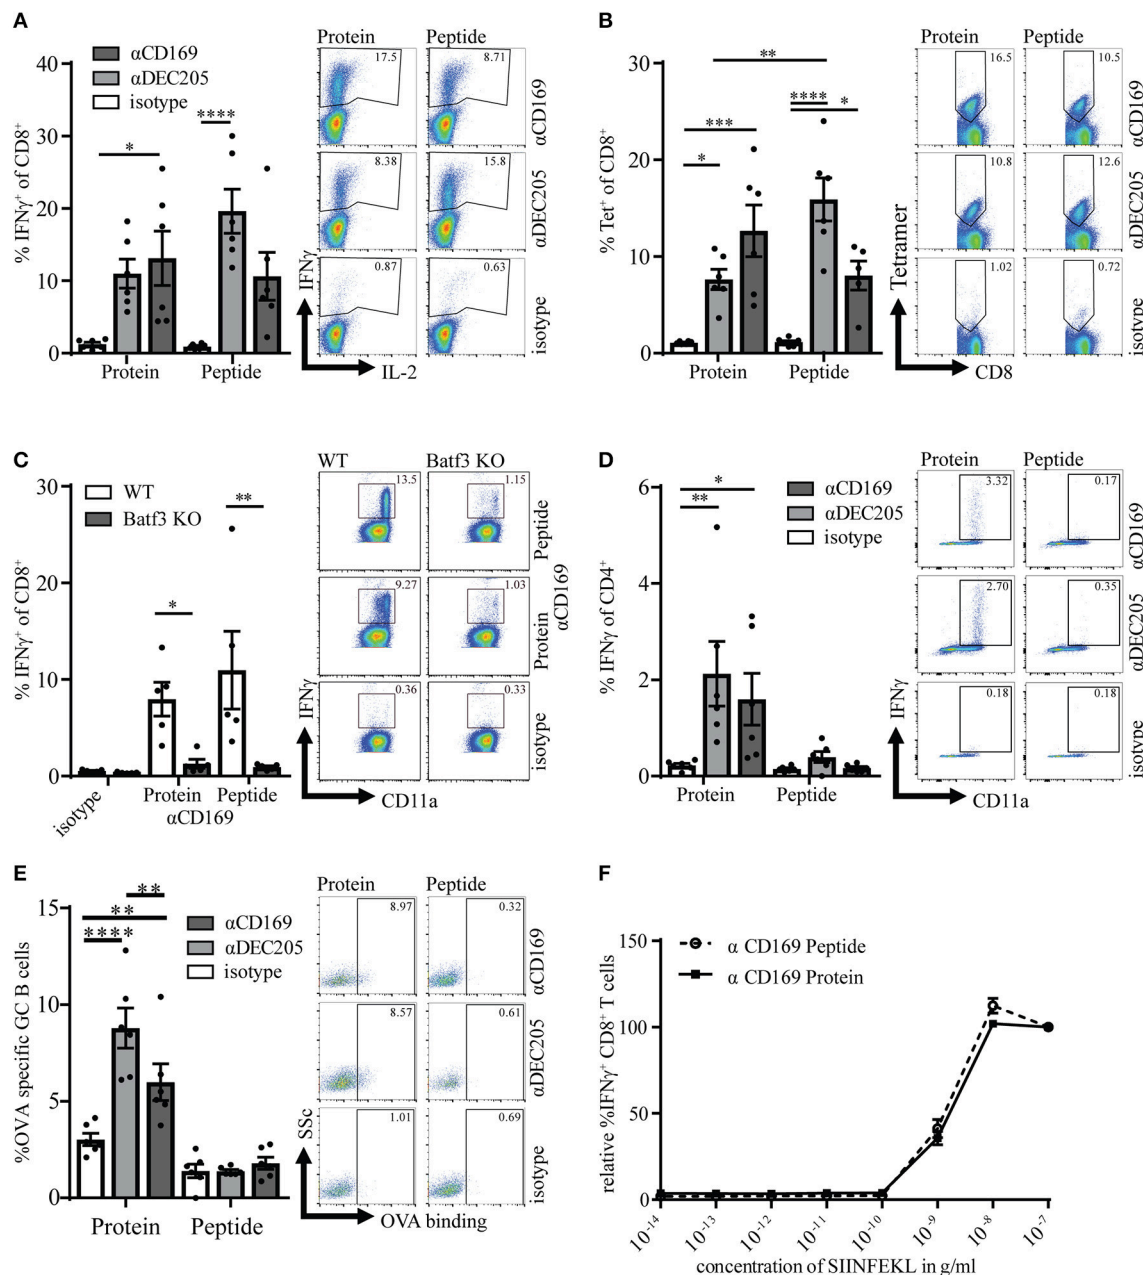 A
αCD169
αDEC205
isotype
% IFNγ⁺ of CD8⁺
40
30
20
10
0
*
****
Protein Peptide
Protein Peptide
17.5 8.71
αCD169
8.38 15.8
αDEC205
0.87 0.63
isotype
IFNγ
IL-2
B
% Tet⁺ of CD8⁺
30
20
10
0
**
**** *
***
*
Protein Peptide
Protein Peptide
16.5 10.5
αCD169
10.8 12.6
αDEC205
1.02 0.72
isotype
Tetramer
CD8
C
WT
Batf3 KO
% IFNγ⁺ of CD8⁺
30
20
10
0
**
*
isotype
Protein Peptide
αCD169
WT Batf3 KO
13.5 1.15
Peptide
9.27 1.03
Protein
αCD169
0.36 0.33
isotype
IFNγ
CD11a
D
αCD169
αDEC205
isotype
% IFNγ of CD4⁺
6
4
2
0
*
**
Protein Peptide
Protein Peptide
3.32 0.17
αCD169
2.70 0.35
αDEC205
0.18 0.18
isotype
IFNγ
CD11a
E
αCD169
αDEC205
isotype
%OVA specific GC B cells
15
10
5
0
**
**
****
Protein Peptide
Protein Peptide
8.97 0.32
αCD169
8.57 0.61
αDEC205
1.01 0.69
isotype
SSc
OVA binding
F
α CD169 Peptide
α CD169 Protein
relative %IFNγ⁺ CD8⁺ T cells
150
100
50
0
10⁻¹⁴ 10⁻¹³ 10⁻¹² 10⁻¹¹ 10⁻¹⁰ 10⁻⁹ 10⁻⁸ 10⁻⁷
concentration of SIINFEKL in g/ml